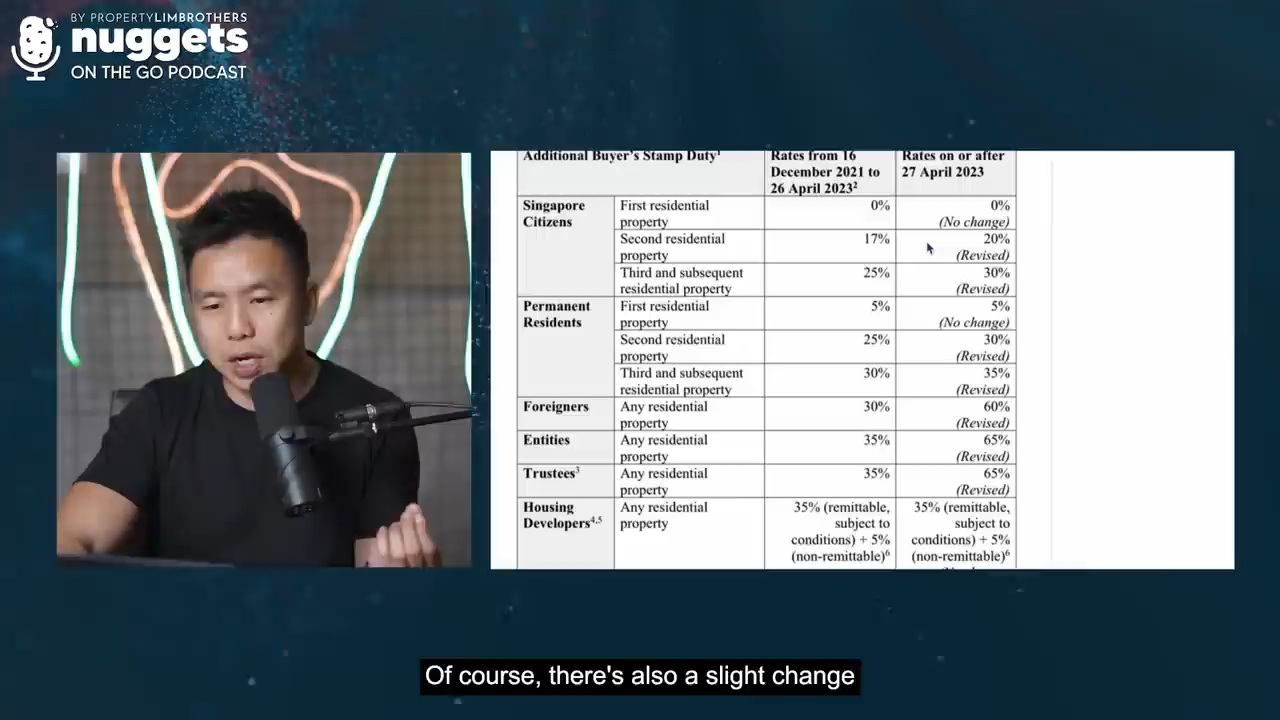 BY PROPERTYLIMBROTHERS
nuggets
ON THE GO PODCAST
Additional Buyer's Stamp Duty¹
Rates from 16
December 2021 to
26 April 2023²
Rates on or after
27 April 2023
Singapore
Citizens
First residential
property
0%
0%
(No change)
Second residential
property
17%
20%
(Revised)
Third and subsequent
residential property
25%
30%
(Revised)
Permanent
Residents
First residential
property
5%
5%
(No change)
Second residential
property
25%
30%
(Revised)
Third and subsequent
residential property
30%
35%
(Revised)
Foreigners
Any residential
property
30%
60%
(Revised)
Entities
Any residential
property
35%
65%
(Revised)
Trustees³
Any residential
property
35%
65%
(Revised)
Housing
Developers⁴,⁵
Any residential
property
35% (remittable,
subject to
conditions) + 5%
(non-remittable)⁶
35% (remittable,
subject to
conditions) + 5%
(non-remittable)⁶
Of course, there's also a slight change